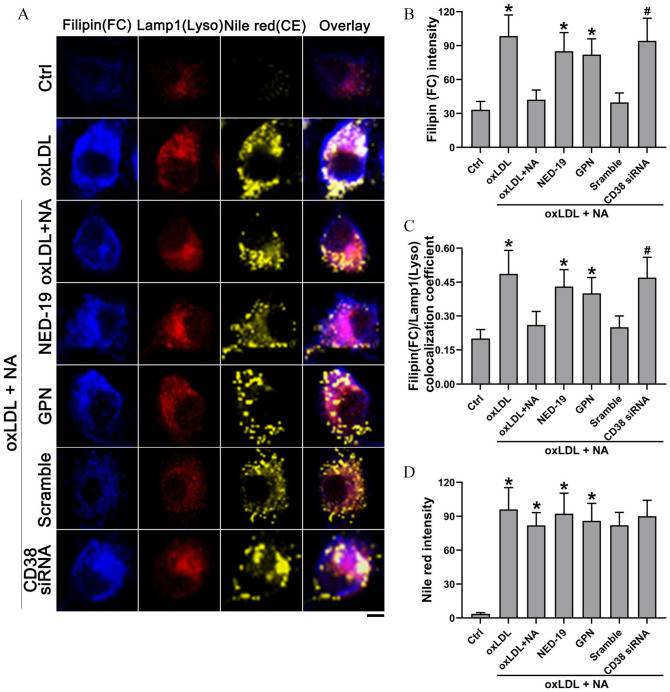 A
Filipin(FC) Lamp1(Lyso) Nile red(CE) Overlay
Ctrl
oxLDL
oxLDL+NA
NED-19
GPN
Scramble
CD38 siRNA
oxLDL + NA
B
Filipin (FC) intensity
120
90
60
30
0
* * * #
Ctrl
oxLDL
oxLDL+NA
NED-19
GPN
Sramble
CD38 siRNA
oxLDL + NA
C
Filipin(FC)/Lamp1(Lyso)
colocalization coefficient
0.60
0.45
0.30
0.15
0.00
* * * #
Ctrl
oxLDL
oxLDL+NA
NED-19
GPN
Sramble
CD38 siRNA
oxLDL + NA
D
Nile red intensity
120
90
60
30
0
* * * *
Ctrl
oxLDL
oxLDL+NA
NED-19
GPN
Sramble
CD38 siRNA
oxLDL + NA